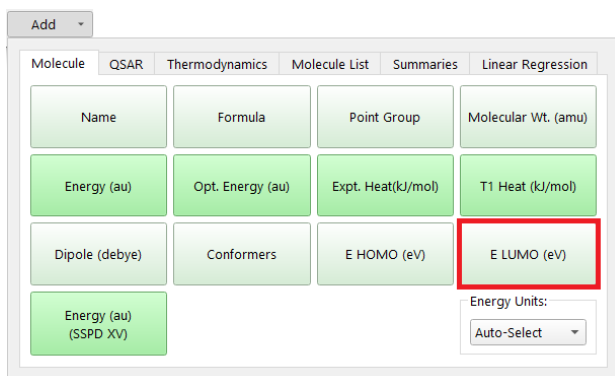 Add
Molecule QSAR Thermodynamics Molecule List Summaries Linear Regression
Name Formula Point Group Molecular Wt. (amu)
Energy (au) Opt. Energy (au) Expt. Heat(kJ/mol) T1 Heat (kJ/mol)
Dipole (debye) Conformers E HOMO (eV) E LUMO (eV)
Energy (au)
(SSPD XV)
Energy Units:
Auto-Select